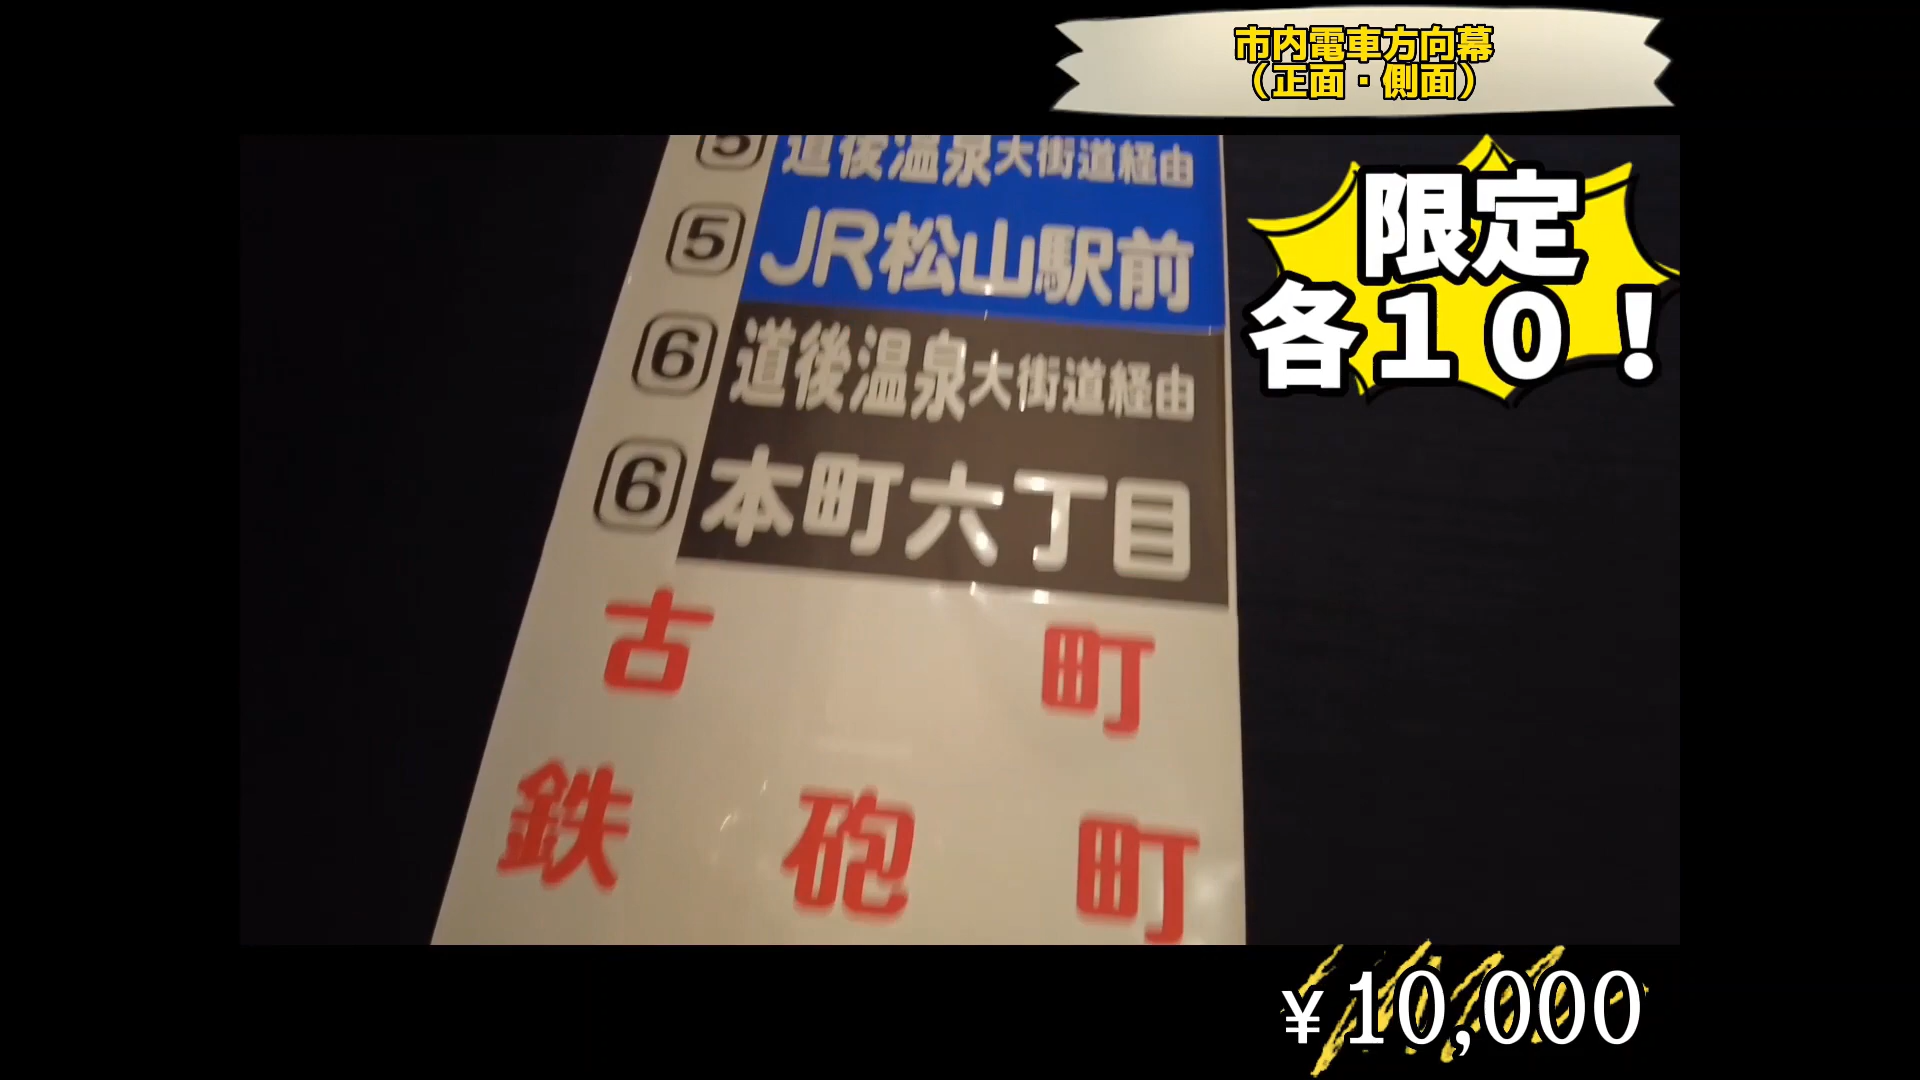 市内電車方向幕
（正面・側面）
限定
各１０！
5 道後温泉大街道経由
5 JR松山駅前
6 道後温泉大街道経由
6 本町六丁目
古町
鉄砲町
¥10,000